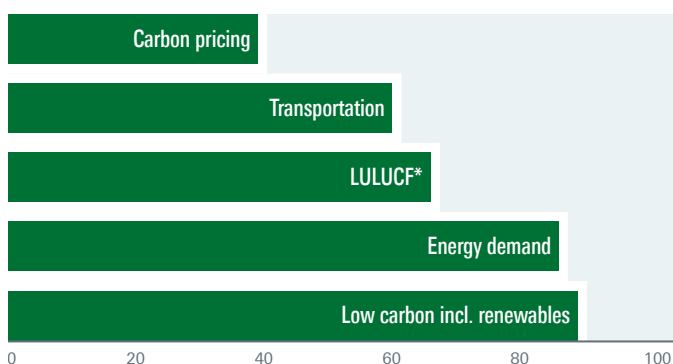 Carbon pricing
Transportation
LULUCF*
Energy demand
Low carbon incl. renewables
0 20 40 60 80 100